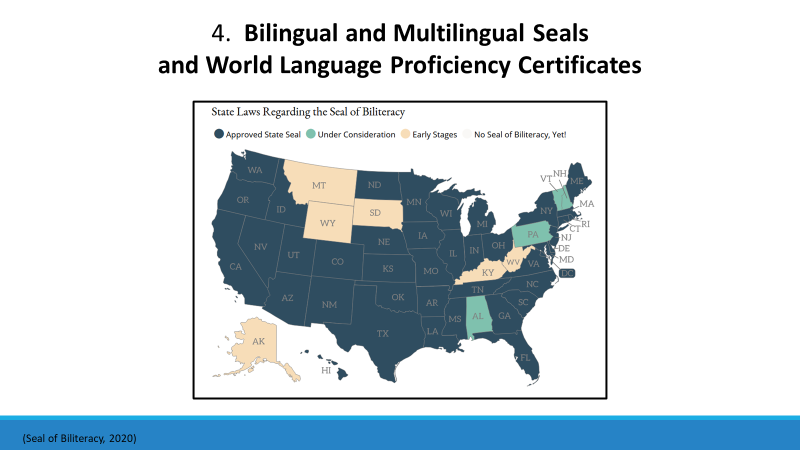 4. Bilingual and Multilingual Seals
and World Language Proficiency Certificates
State Laws Regarding the Seal of Biliteracy
Approved State Seal Under Consideration Early Stages No Seal of Biliteracy, Yet!
WA
MT
ND
MN
VT
NH
ME
OR
ID
SD
WI
MI
NY
MA
WY
CT
RI
NV
UT
NE
IA
PA
NJ
DE
MD
CA
CO
KS
MO
IL
IN
OH
WV
VA
DC
KY
AZ
NM
OK
AR
TN
NC
SC
TX
LA
MS
AL
GA
FL
AK
HI
(Seal of Biliteracy, 2020)